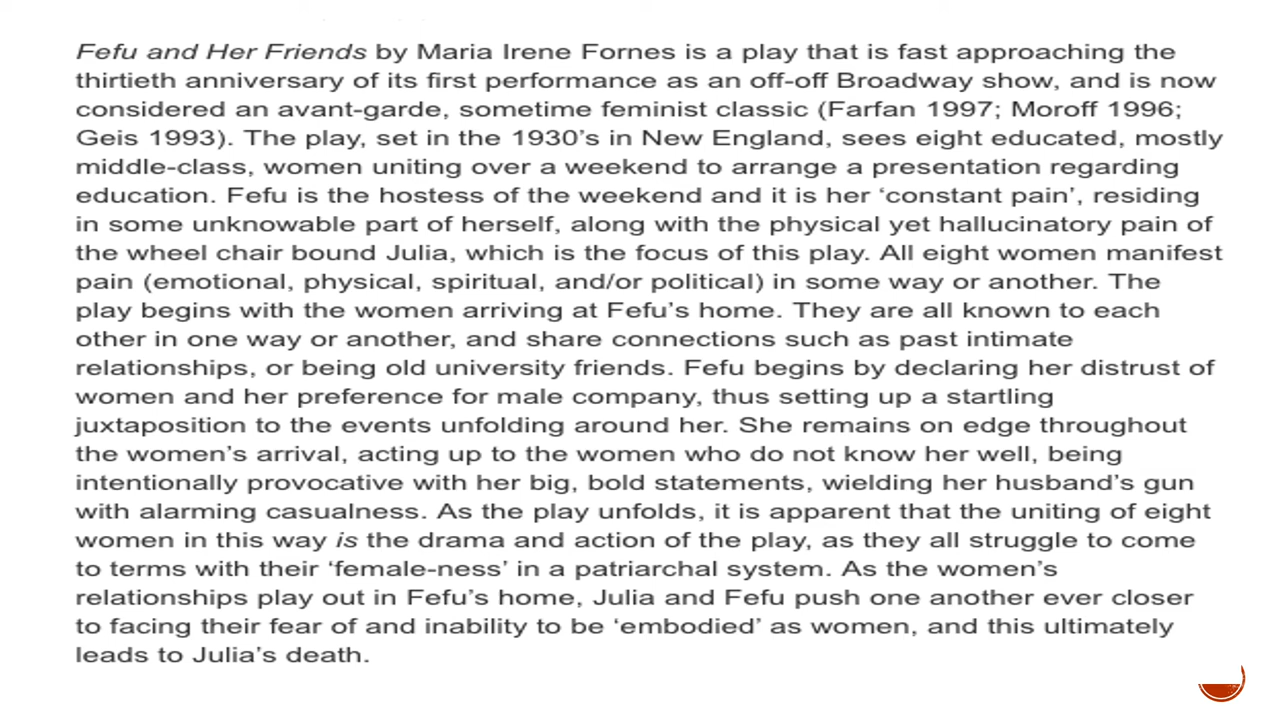 Fefu and Her Friends by Maria Irene Fornes is a play that is fast approaching the
thirtieth anniversary of its first performance as an off-off Broadway show, and is now
considered an avant-garde, sometime feminist classic (Farfan 1997; Moroff 1996;
Geis 1993). The play, set in the 1930's in New England, sees eight educated, mostly
middle-class, women uniting over a weekend to arrange a presentation regarding
education. Fefu is the hostess of the weekend and it is her ‘constant pain’, residing
in some unknowable part of herself, along with the physical yet hallucinatory pain of
the wheel chair bound Julia, which is the focus of this play. All eight women manifest
pain (emotional, physical, spiritual, and/or political) in some way or another. The
play begins with the women arriving at Fefu’s home. They are all known to each
other in one way or another, and share connections such as past intimate
relationships, or being old university friends. Fefu begins by declaring her distrust of
women and her preference for male company, thus setting up a startling
juxtaposition to the events unfolding around her. She remains on edge throughout
the women’s arrival, acting up to the women who do not know her well, being
intentionally provocative with her big, bold statements, wielding her husband’s gun
with alarming casualness. As the play unfolds, it is apparent that the uniting of eight
women in this way is the drama and action of the play, as they all struggle to come
to terms with their ‘female-ness’ in a patriarchal system. As the women’s
relationships play out in Fefu’s home, Julia and Fefu push one another ever closer
to facing their fear of and inability to be ‘embodied’ as women, and this ultimately
leads to Julia’s death.